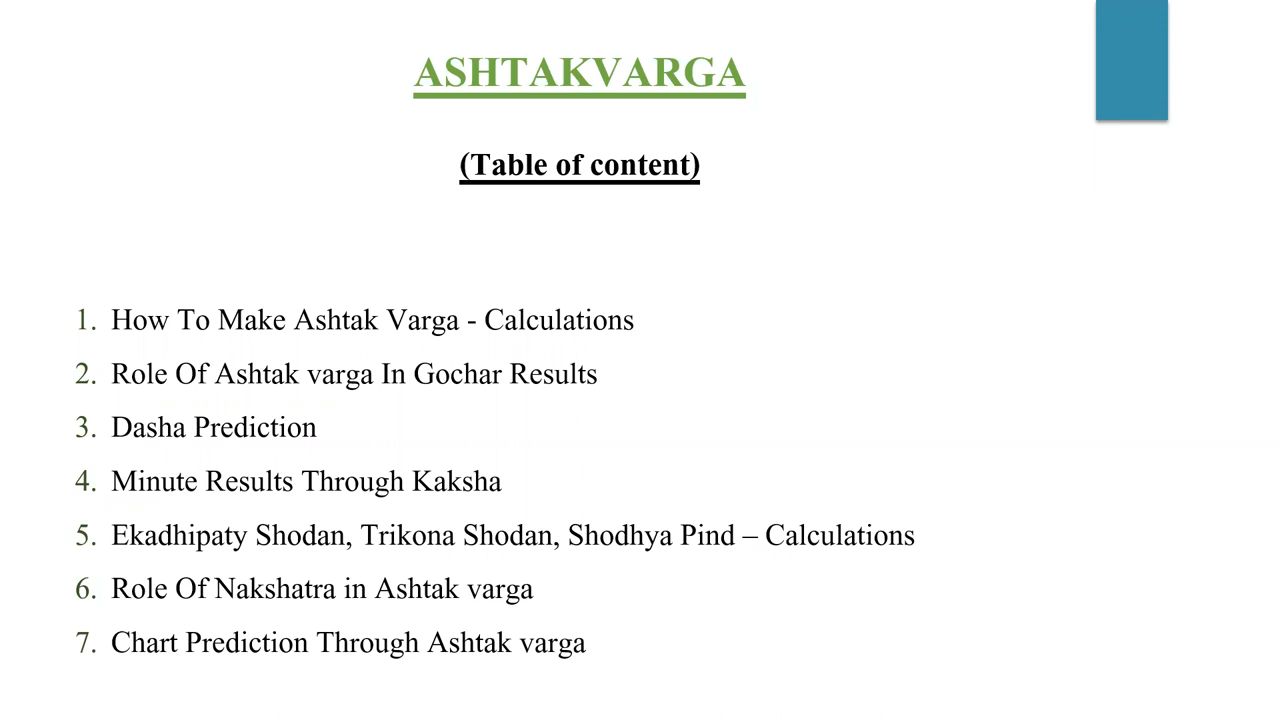 ASHTAKVARGA
(Table of content)
1. How To Make Ashtak Varga - Calculations
2. Role Of Ashtak varga In Gochar Results
3. Dasha Prediction
4. Minute Results Through Kaksha
5. Ekadhipaty Shodan, Trikona Shodan, Shodhya Pind – Calculations
6. Role Of Nakshatra in Ashtak varga
7. Chart Prediction Through Ashtak varga